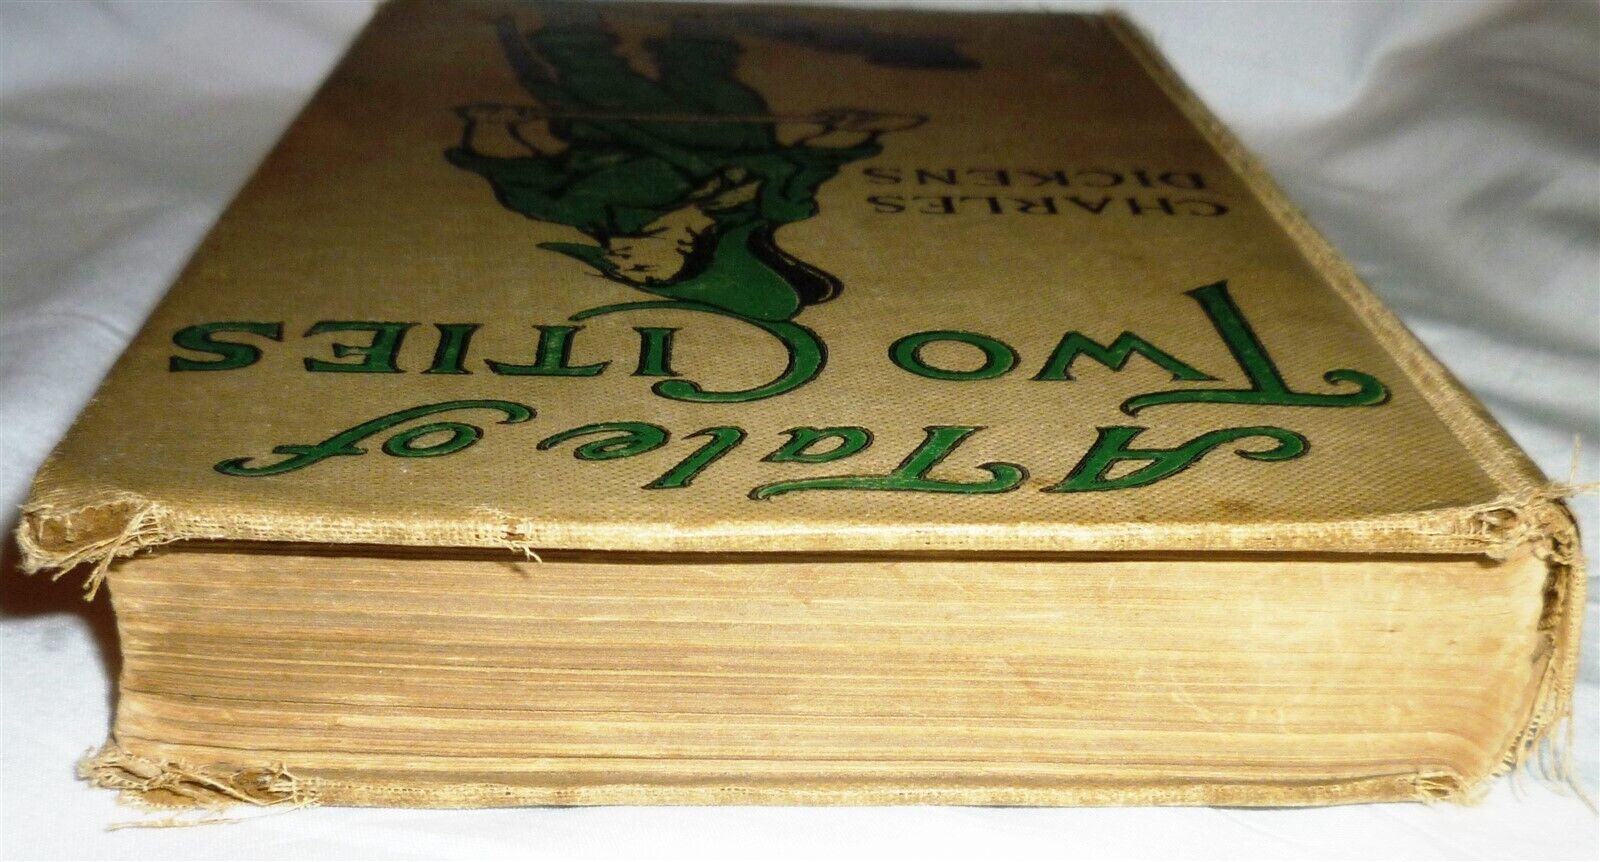 A Tale of
TWO CITIES
CHARLES
DICKENS